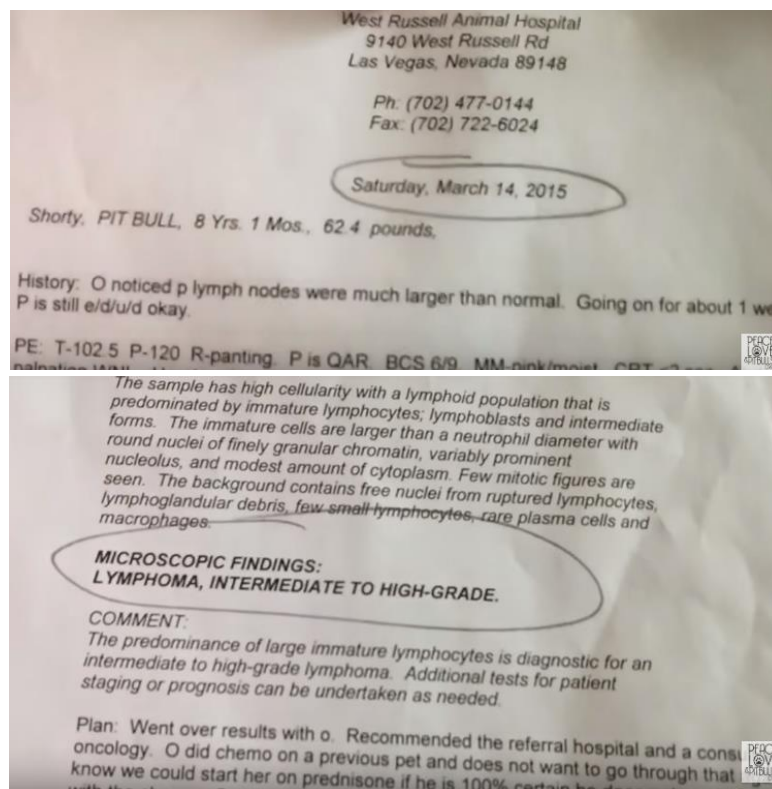 West Russell Animal Hospital
9140 West Russell Rd
Las Vegas, Nevada 89148
Ph: (702) 477-0144
Fax: (702) 722-6024
Saturday, March 14, 2015
Shorty, PIT BULL, 8 Yrs. 1 Mos., 62.4 pounds,
History: O noticed p lymph nodes were much larger than normal. Going on for about 1 we
P is still e/d/u/d okay.
PE: T-102.5 P-120 R-panting. P is QAR. BCS 6/9. MM-pink/moist. CRT
PEACE
LOVE
4PITBULL
The sample has high cellularity with a lymphoid population that is
predominated by immature lymphocytes; lymphoblasts and intermediate
forms. The immature cells are larger than a neutrophil diameter with
round nuclei of finely granular chromatin, variably prominent
nucleolus, and modest amount of cytoplasm. Few mitotic figures are
seen. The background contains free nuclei from ruptured lymphocytes,
lymphoglandular debris, few small lymphocytes, rare plasma cells and
macrophages.
MICROSCOPIC FINDINGS:
LYMPHOMA, INTERMEDIATE TO HIGH-GRADE.
COMMENT:
The predominance of large immature lymphocytes is diagnostic for an
intermediate to high-grade lymphoma. Additional tests for patient
staging or prognosis can be undertaken as needed.
Plan: Went over results with o. Recommended the referral hospital and a consu
oncology. O did chemo on a previous pet and does not want to go through that
know we could start her on prednisone if he is 100% certain he
PEACE
LOVE
4PITBULL